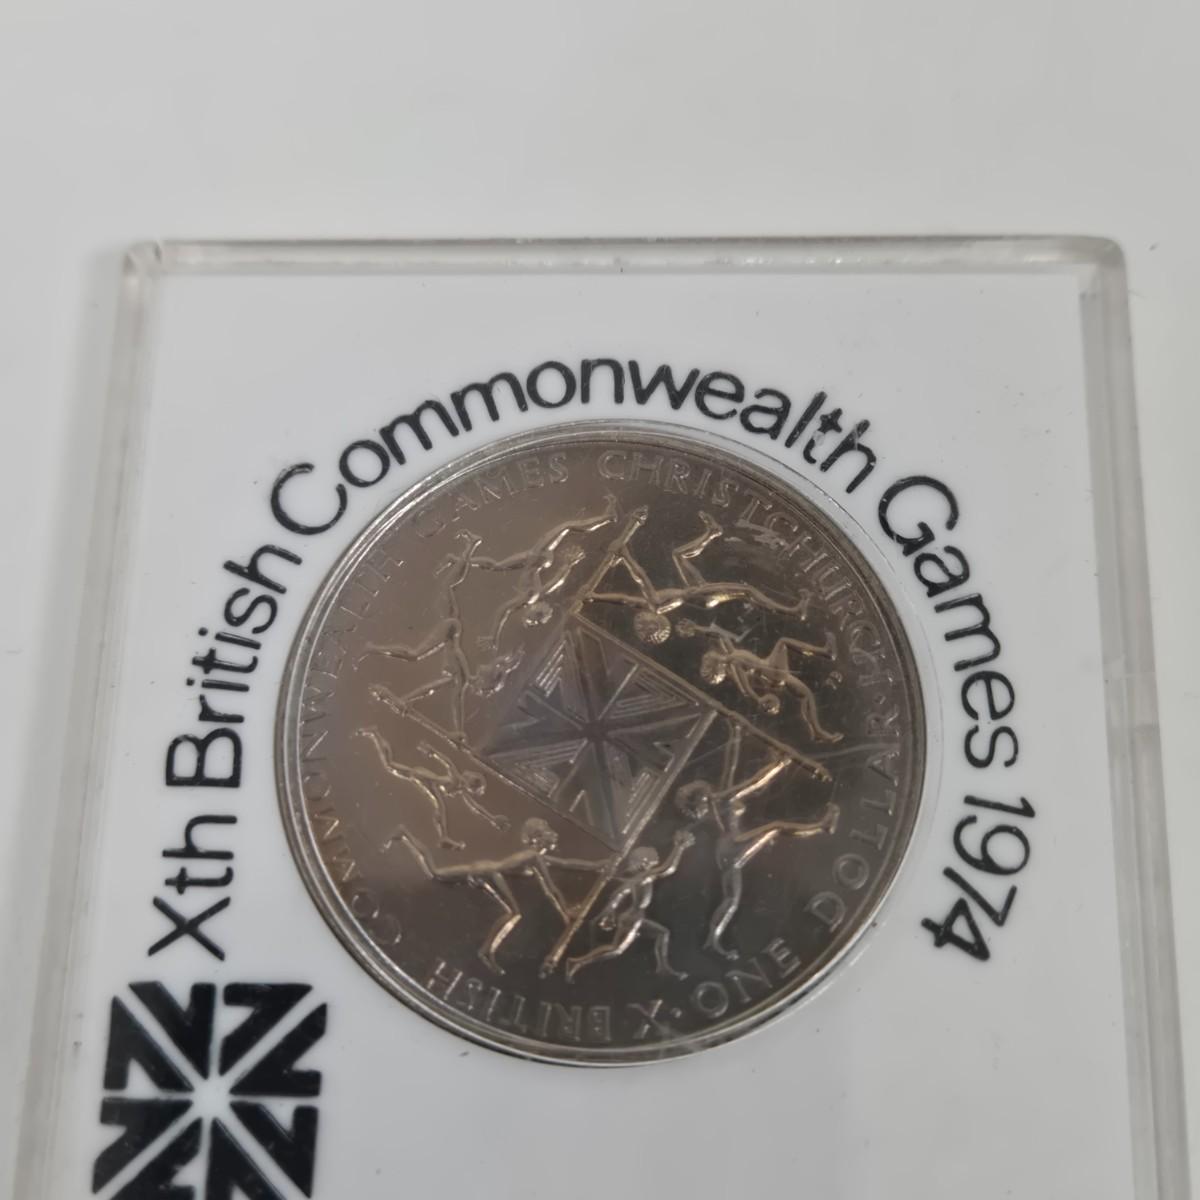 Xth British Commonwealth Games 1974
X BRITISH COMMONWEALTH GAMES CHRISTCHURCH · ONE DOLLAR ·